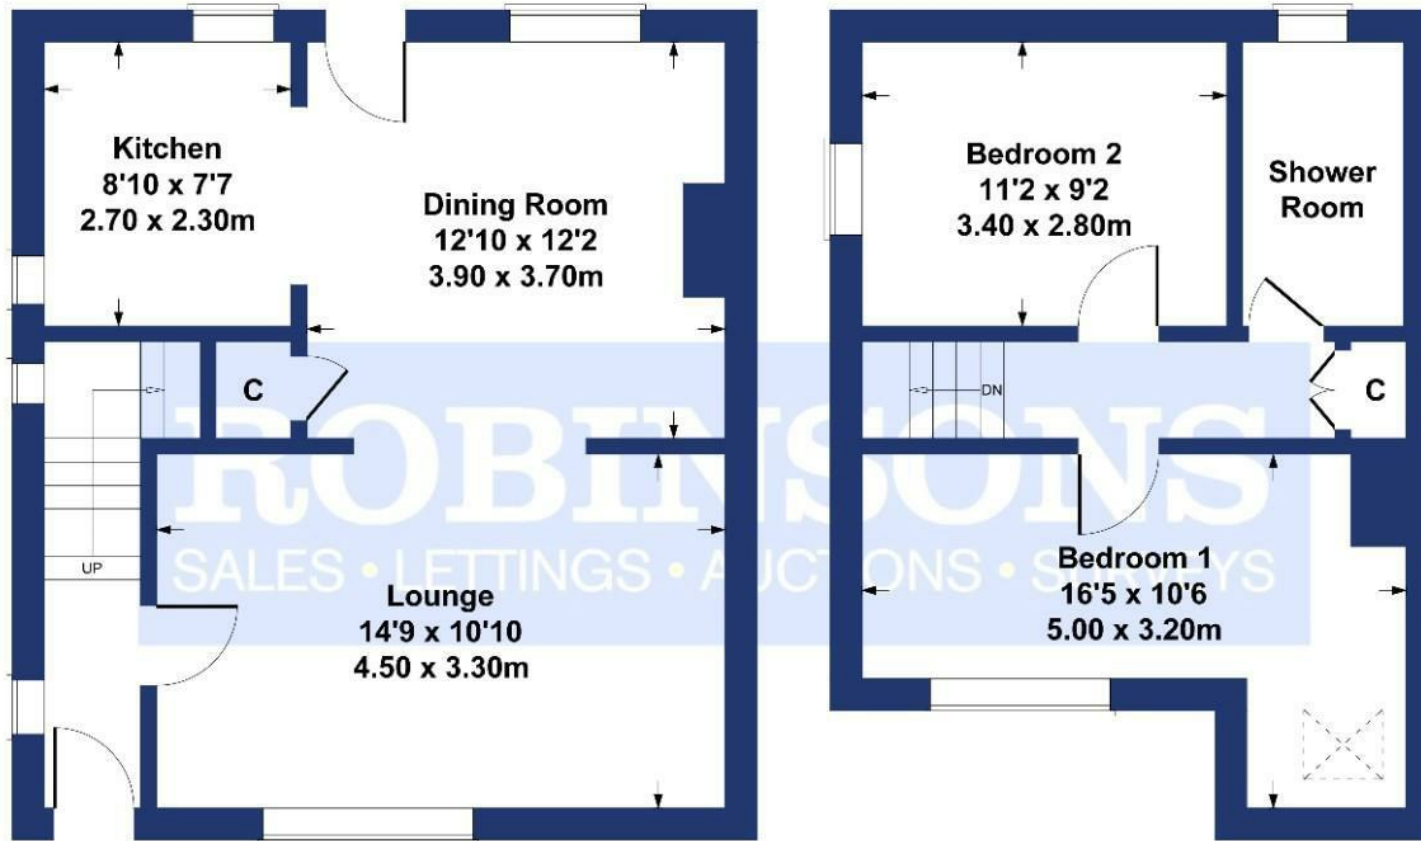 Kitchen
8'10 x 7'7
2.70 x 2.30m
Dining Room
12'10 x 12'2
3.90 x 3.70m
C
UP
Lounge
14'9 x 10'10
4.50 x 3.30m
Bedroom 2
11'2 x 9'2
3.40 x 2.80m
Shower
Room
DN
C
Bedroom 1
16'5 x 10'6
5.00 x 3.20m
ROBINSONS
SALES • LETTINGS • AUCTIONS • SURVEYS